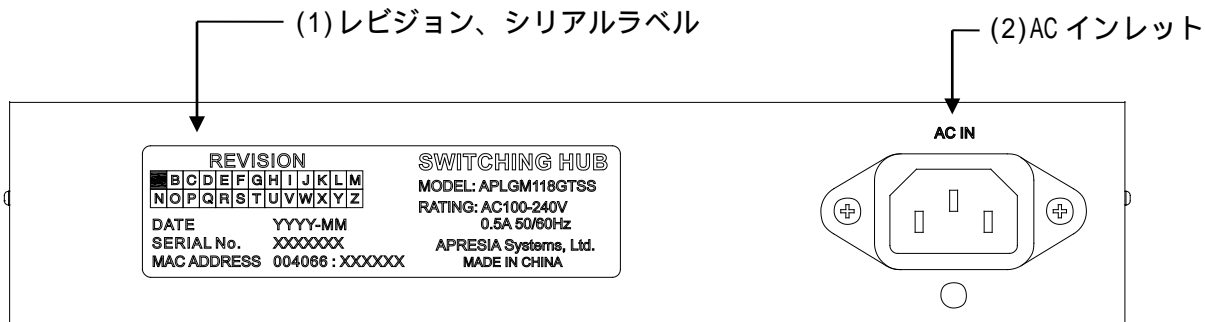 (1)レビジョン、シリアルラベル
(2)AC インレット
AC IN
REVISION
B C D E F G H I J K L M
N O P Q R S T U V W X Y Z
DATE YYYY-MM
SERIAL No. XXXXXXX
MAC ADDRESS 004066 : XXXXXX
SWITCHING HUB
MODEL: APLGM118GTSS
RATING: AC100-240V
0.5A 50/60Hz
APRESIA Systems, Ltd.
MADE IN CHINA